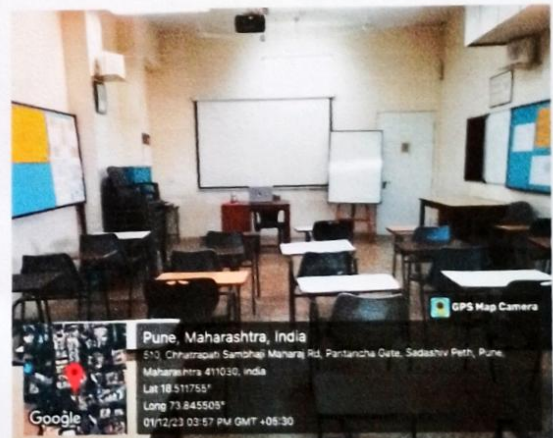 GPS Map Camera
Pune, Maharashtra, India
510, Chhatrapati Sambhaji Maharaj Rd, Pantancha Gate, Sadashiv Peth, Pune,
Maharashtra 411030, India
Lat 18.511755°
Long 73.845505°
01/12/23 03:57 PM GMT +05:30
Google